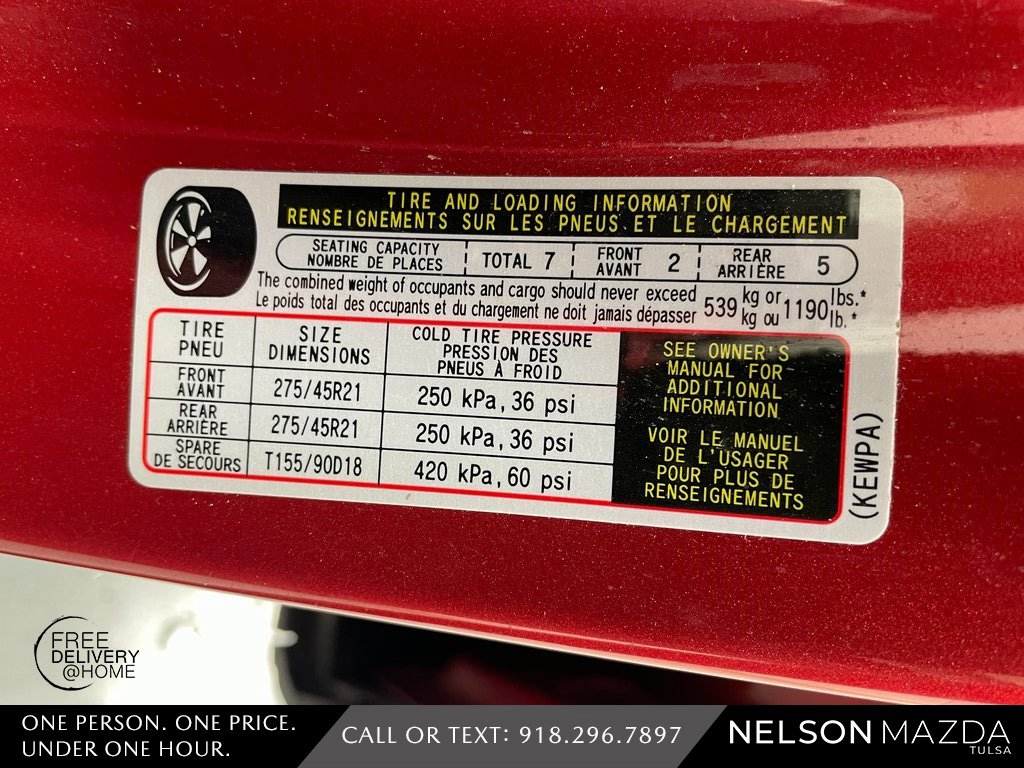 TIRE AND LOADING INFORMATION
RENSEIGNEMENTS SUR LES PNEUS ET LE CHARGEMENT
SEATING CAPACITY
NOMBRE DE PLACES
TOTAL 7
FRONT
AVANT
2
REAR
ARRIÈRE
5
The combined weight of occupants and cargo should never exceed
Le poids total des occupants et du chargement ne doit jamais dépasser
539
kg or
kg ou
1190
lbs.*
lb.*
TIRE
PNEU
SIZE
DIMENSIONS
COLD TIRE PRESSURE
PRESSION DES
PNEUS À FROID
FRONT
AVANT
275/45R21
250 kPa, 36 psi
REAR
ARRIÈRE
275/45R21
250 kPa, 36 psi
SPARE
DE SECOURS
T155/90D18
420 kPa, 60 psi
SEE OWNER'S
MANUAL FOR
ADDITIONAL
INFORMATION
VOIR LE MANUEL
DE L'USAGER
POUR PLUS DE
RENSEIGNEMENTS
(KEWPA)
FREE
DELIVERY
@HOME
ONE PERSON. ONE PRICE.
UNDER ONE HOUR.
CALL OR TEXT: 918.296.7897
NELSON MAZDA
TULSA